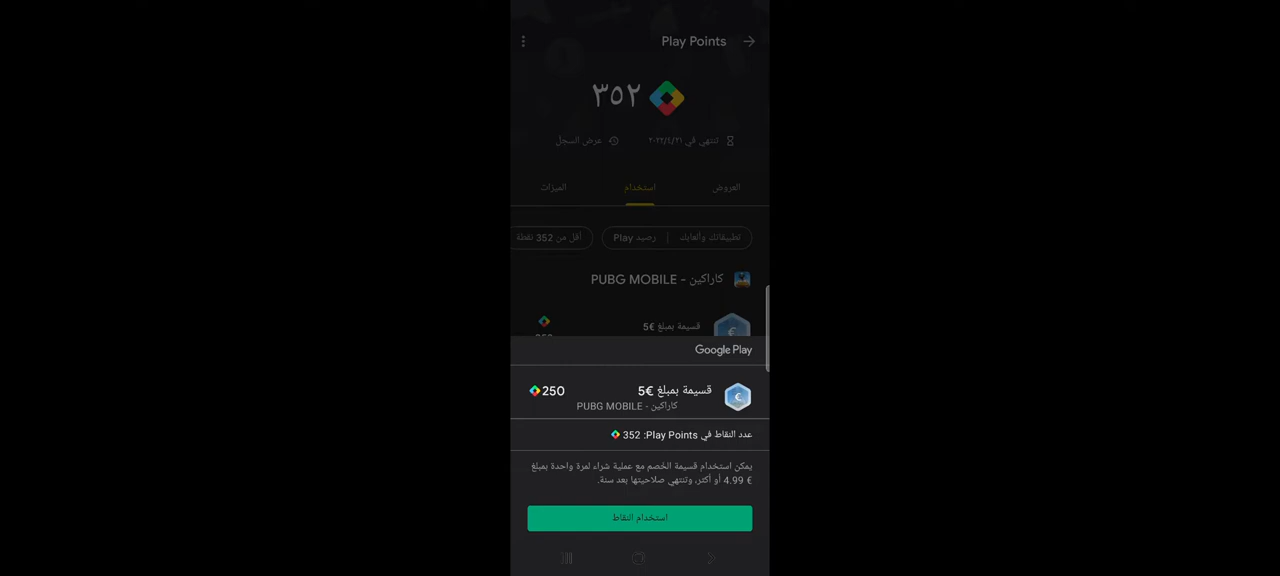 Play Points
٣٥٢
تنتهي في ٢٠٢٢/٤/٢١
عرض السجلّ
العروض
استخدام
الميزات
تطبيقاتك وألعابك
رصيد Play
أقل من 352 نقطة
كاراكين - PUBG MOBILE
قسيمة بمبلغ 5€
Google Play
قسيمة بمبلغ 5€
250
كاراكين - PUBG MOBILE
عدد النقاط في Play Points: 352
يمكن استخدام قسيمة الخصم مع عملية شراء لمرة واحدة بمبلغ
4.99 € أو أكثر، وتنتهي صلاحيتها بعد سنة.
استخدام النقاط